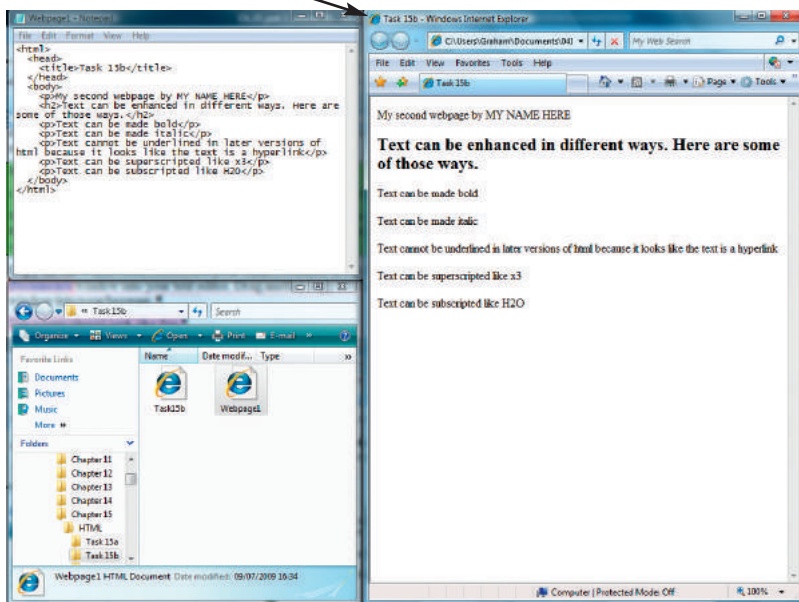 Webpage1 - Notepad
File Edit Format View Help
<html>
<head>
<title>Task 15b</title>
</head>
<body>
<p>My second webpage by MY NAME HERE</p>
<h2>Text can be enhanced in different ways. Here are
some of those ways.</h2>
<p>Text can be made bold</p>
<p>Text can be made italic</p>
<p>Text cannot be underlined in later versions of
html because it looks like the text is a hyperlink</p>
<p>Text can be superscripted like x3</p>
<p>Text can be subscripted like H2O</p>
</body>
</html>
Task 15b
Search
Organize Views Open Print E-mail »
Favorite Links
Documents
Pictures
Music
More »
Folders
Chapter 11
Chapter 12
Chapter 13
Chapter 14
Chapter 15
HTML
Task 15a
Task 15b
Name Date modif... Type »
Task15b Webpage1
Webpage1 HTML Document Date modified: 09/07/2009 16:34
Task 15b - Windows Internet Explorer
C:\Users\Graham\Documents\04) My Web Search
File Edit View Favorites Tools Help
Task 15b Page Tools »
My second webpage by MY NAME HERE
Text can be enhanced in different ways. Here are some
of those ways.
Text can be made bold
Text can be made italic
Text cannot be underlined in later versions of html because it looks like the text is a hyperlink
Text can be superscripted like x3
Text can be subscripted like H2O
Computer | Protected Mode: Off 100%